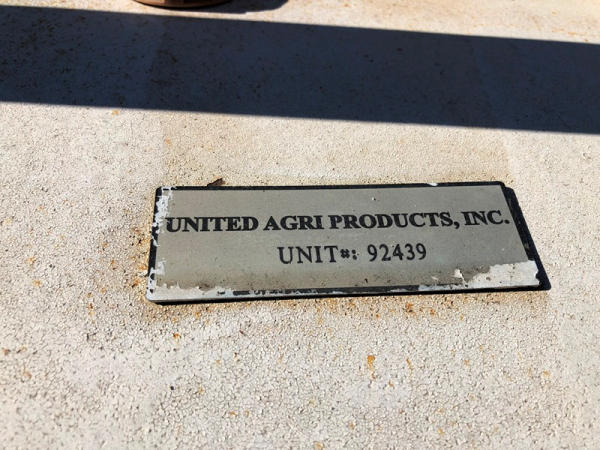 UNITED AGRI PRODUCTS, INC.
UNIT#: 92439